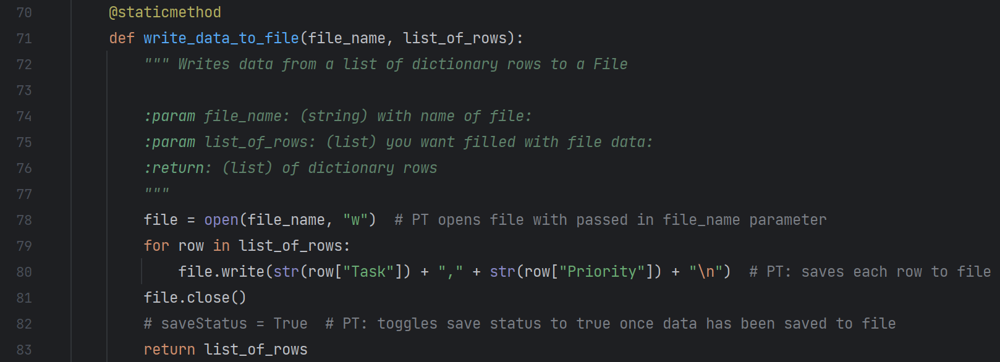 70 @staticmethod
71 def write_data_to_file(file_name, list_of_rows):
72 """ Writes data from a list of dictionary rows to a File
73
74 :param file_name: (string) with name of file:
75 :param list_of_rows: (list) you want filled with file data:
76 :return: (list) of dictionary rows
77 """
78 file = open(file_name, "w")  # PT opens file with passed in file_name parameter
79 for row in list_of_rows:
80 file.write(str(row["Task"]) + "," + str(row["Priority"]) + "\n")  # PT: saves each row to file
81 file.close()
82 # saveStatus = True  # PT: toggles save status to true once data has been saved to file
83 return list_of_rows